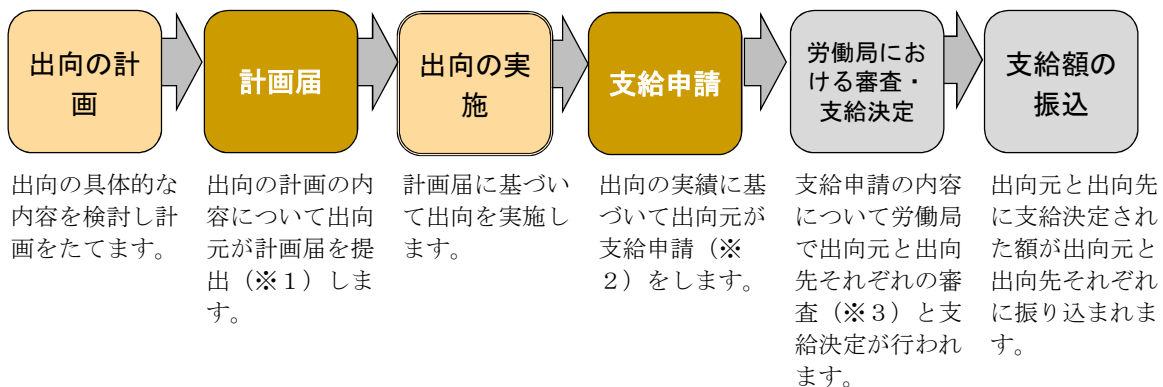 出向の計
画
計画届
出向の実
施
支給申請
労働局にお
ける審査・
支給決定
支給額の
振込
出向の具体的な
内容を検討し計
画をたてます。
出向の計画の内
容について出向
元が計画届を提
出（※１）しま
す。
計画届に基づい
て出向を実施し
ます。
出向の実績に基
づいて出向元が
支給申請（※
２）をします。
支給申請の内容
について労働局
で出向元と出向
先それぞれの審
査（※３）と支
給決定が行われ
ます。
出向元と出向先
に支給決定され
た額が出向元と
出向先それぞれ
に振り込まれま
す。